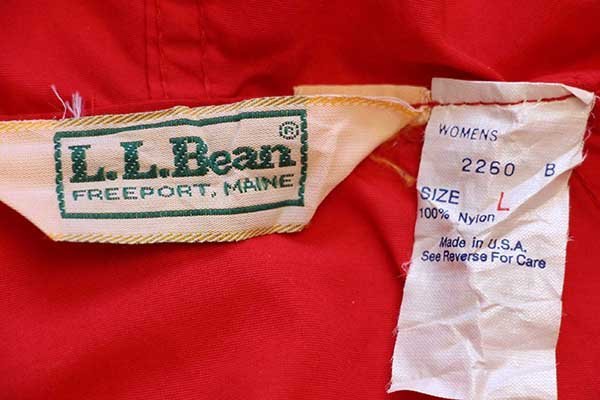 L.L.Bean®
FREEPORT, MAINE
WOMENS
2260 B
SIZE L
100% Nylon
Made in U.S.A.
See Reverse For Care